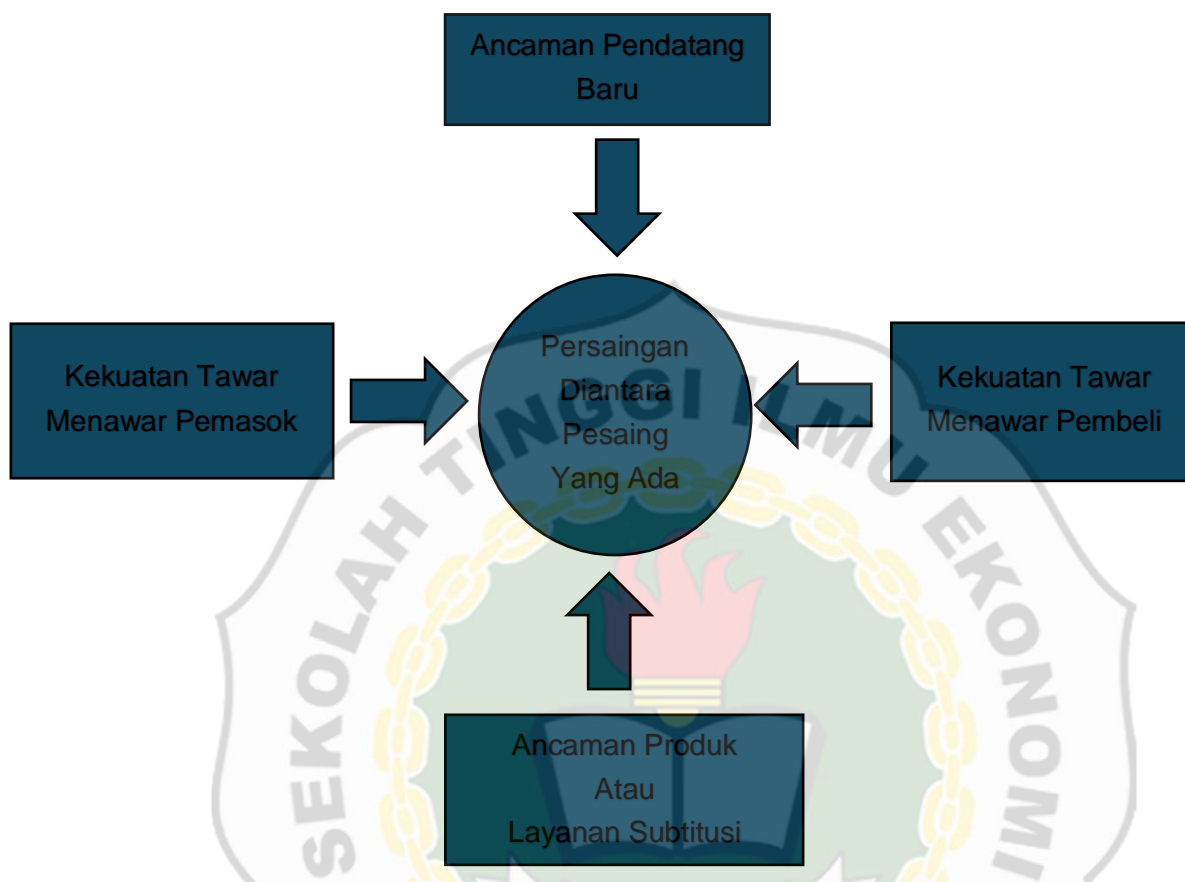 Ancaman Pendatang
Baru
Kekuatan Tawar
Menawar Pemasok
Persaingan
Diantara
Pesaing
Yang Ada
Kekuatan Tawar
Menawar Pembeli
Ancaman Produk
Atau
Layanan Subtitusi
SEKOLAH TINGGI ILMU EKONOMI